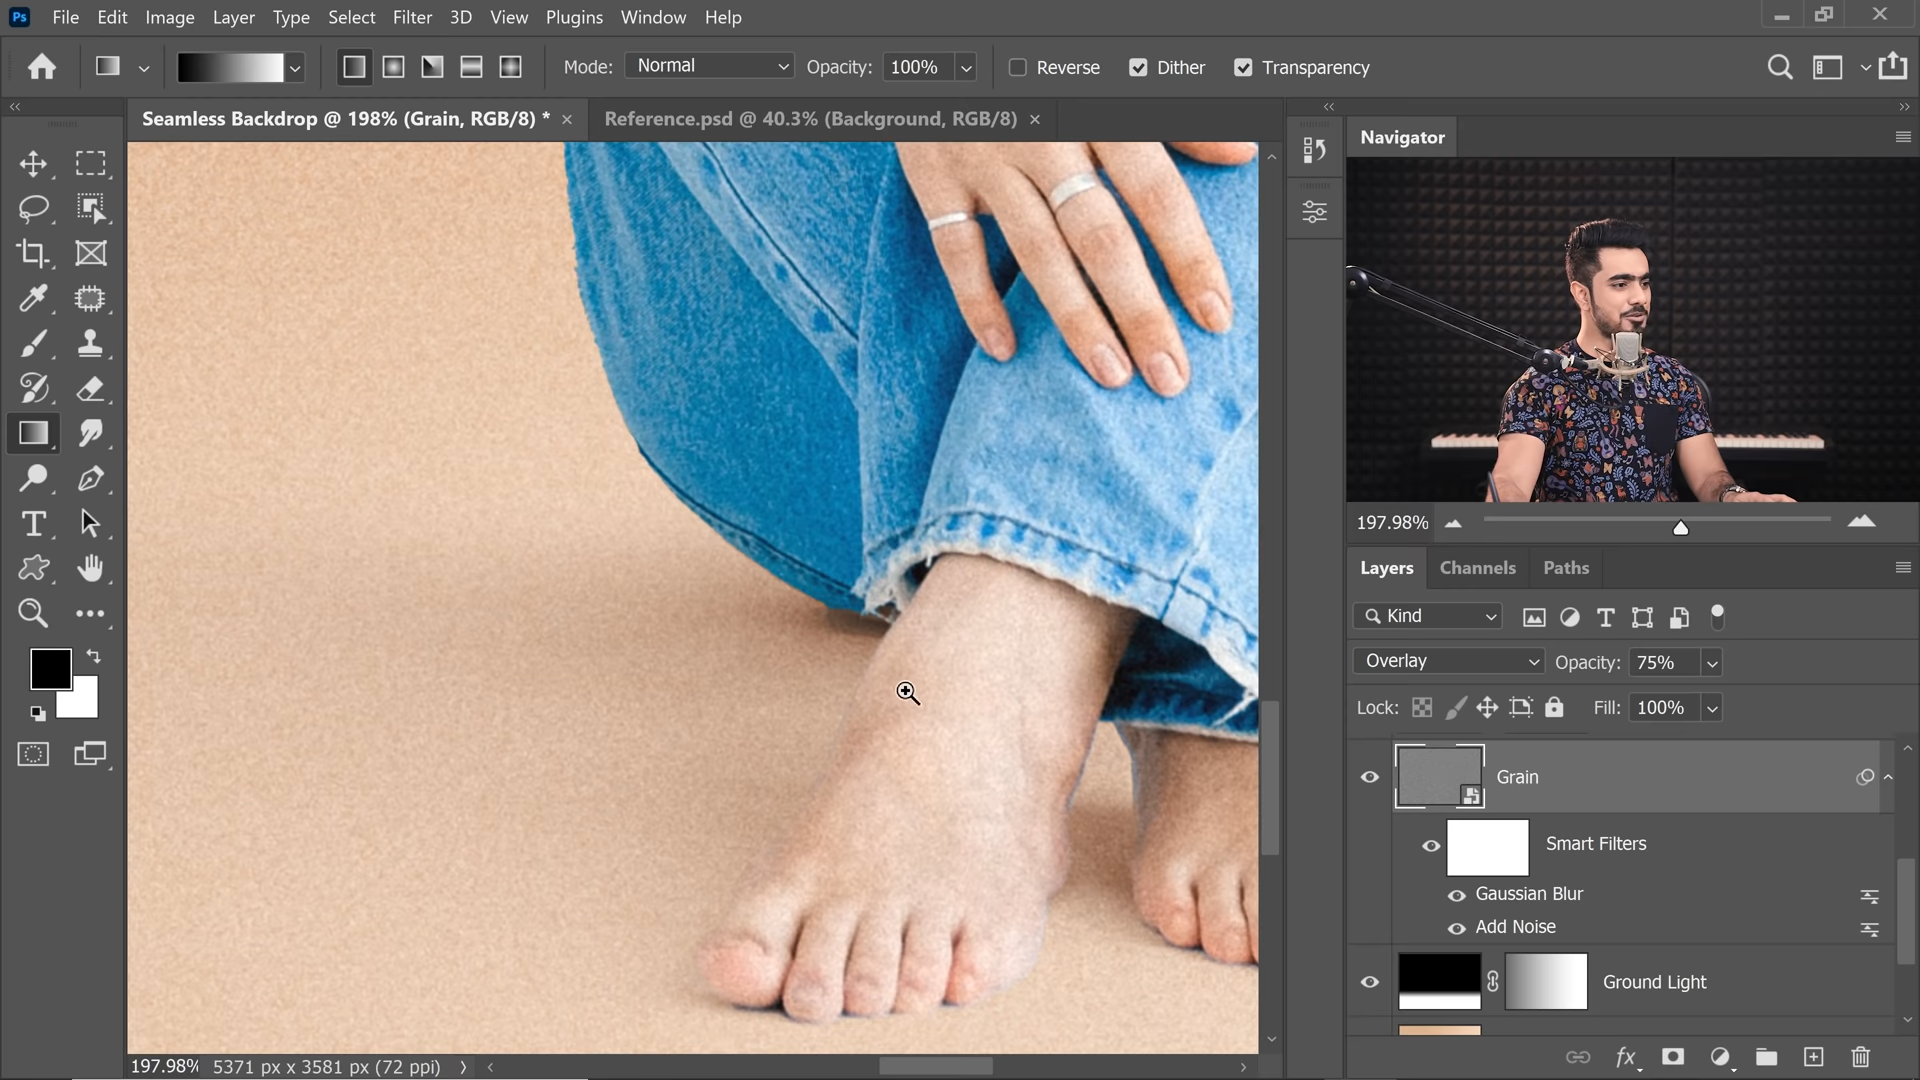 Ps File Edit Image Layer Type Select Filter 3D View Plugins Window Help
Mode: Normal Opacity: 100% Reverse Dither Transparency
Seamless Backdrop @ 198% (Grain, RGB/8) * Reference.psd @ 40.3% (Background, RGB/8)
Navigator
197.98%
Layers Channels Paths
Kind
Overlay Opacity: 75%
Lock: Fill: 100%
Grain
Smart Filters
Gaussian Blur
Add Noise
Ground Light
fx
197.98% 5371 px x 3581 px (72 ppi)